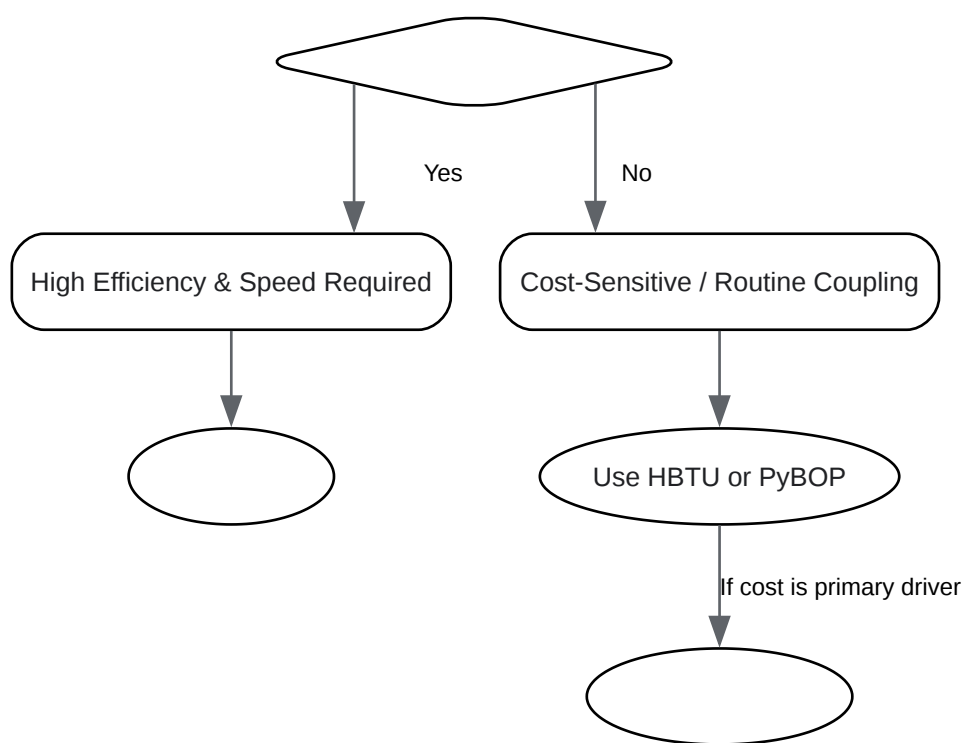 Yes
No
High Efficiency & Speed Required
Cost-Sensitive / Routine Coupling
Use HBTU or PyBOP
If cost is primary driver